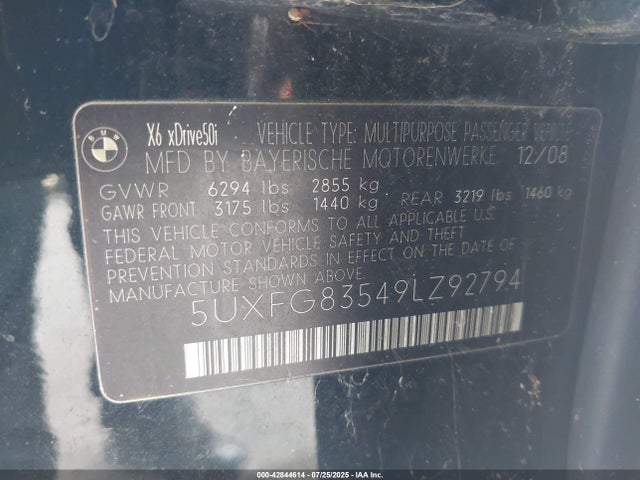 BMW
X6 xDrive50i VEHICLE TYPE: MULTIPURPOSE PASSENGER VEHICLE
MFD BY BAYERISCHE MOTORENWERKE 12/08
GVWR 6294 lbs 2855 kg
GAWR FRONT 3175 lbs 1440 kg, REAR 3219 lbs 1460 kg
THIS VEHICLE CONFORMS TO ALL APPLICABLE U.S.
FEDERAL MOTOR VEHICLE SAFETY AND THEFT
PREVENTION STANDARDS IN EFFECT ON THE DATE OF
MANUFACTURE SHOWN ABOVE.
5UXFG83549LZ92794
000-42844614 | 07/25/2025 | IAA Inc.